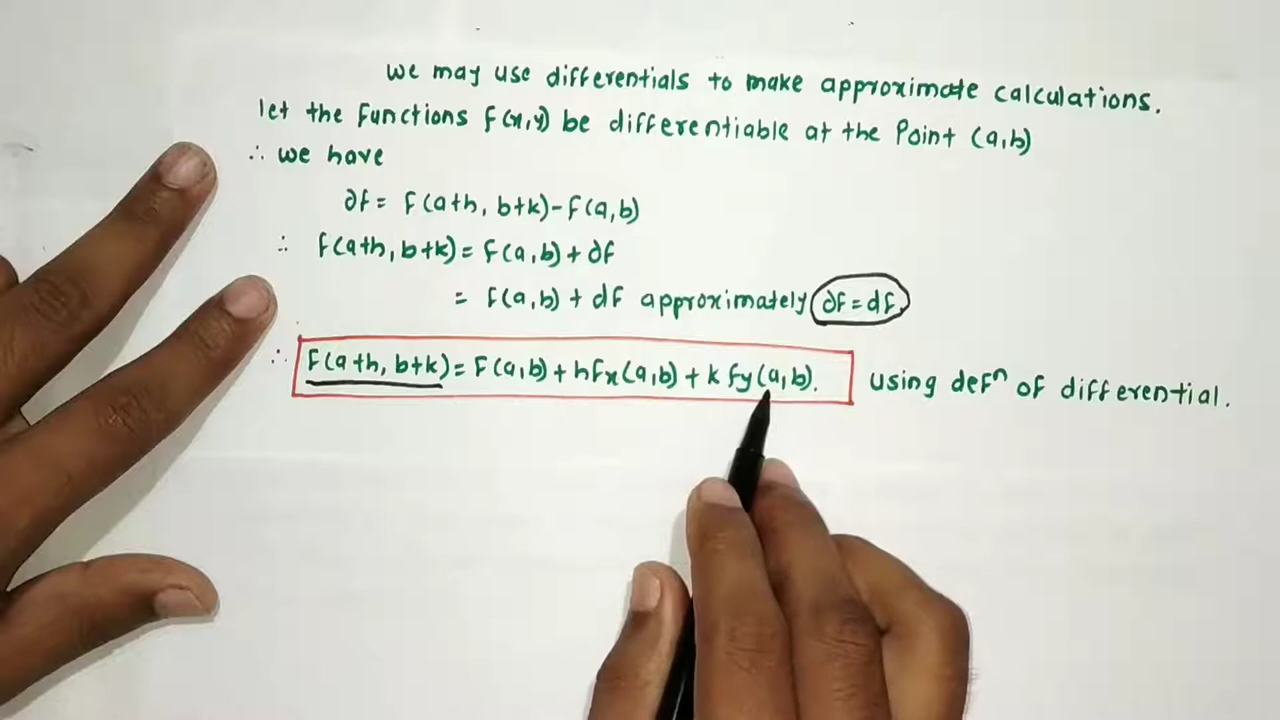 we may use differentials to make approximate calculations.
let the functions f(x,y) be differentiable at the point (a,b)
∴ we have
∂f = f(a+h, b+k) - f(a,b)
∴ f(a+h, b+k) = f(a,b) + ∂f
= f(a,b) + df approximately ∂f = df.
∴ f(a+h, b+k) = f(a,b) + h fx(a,b) + k fy(a,b). using defⁿ of differential.